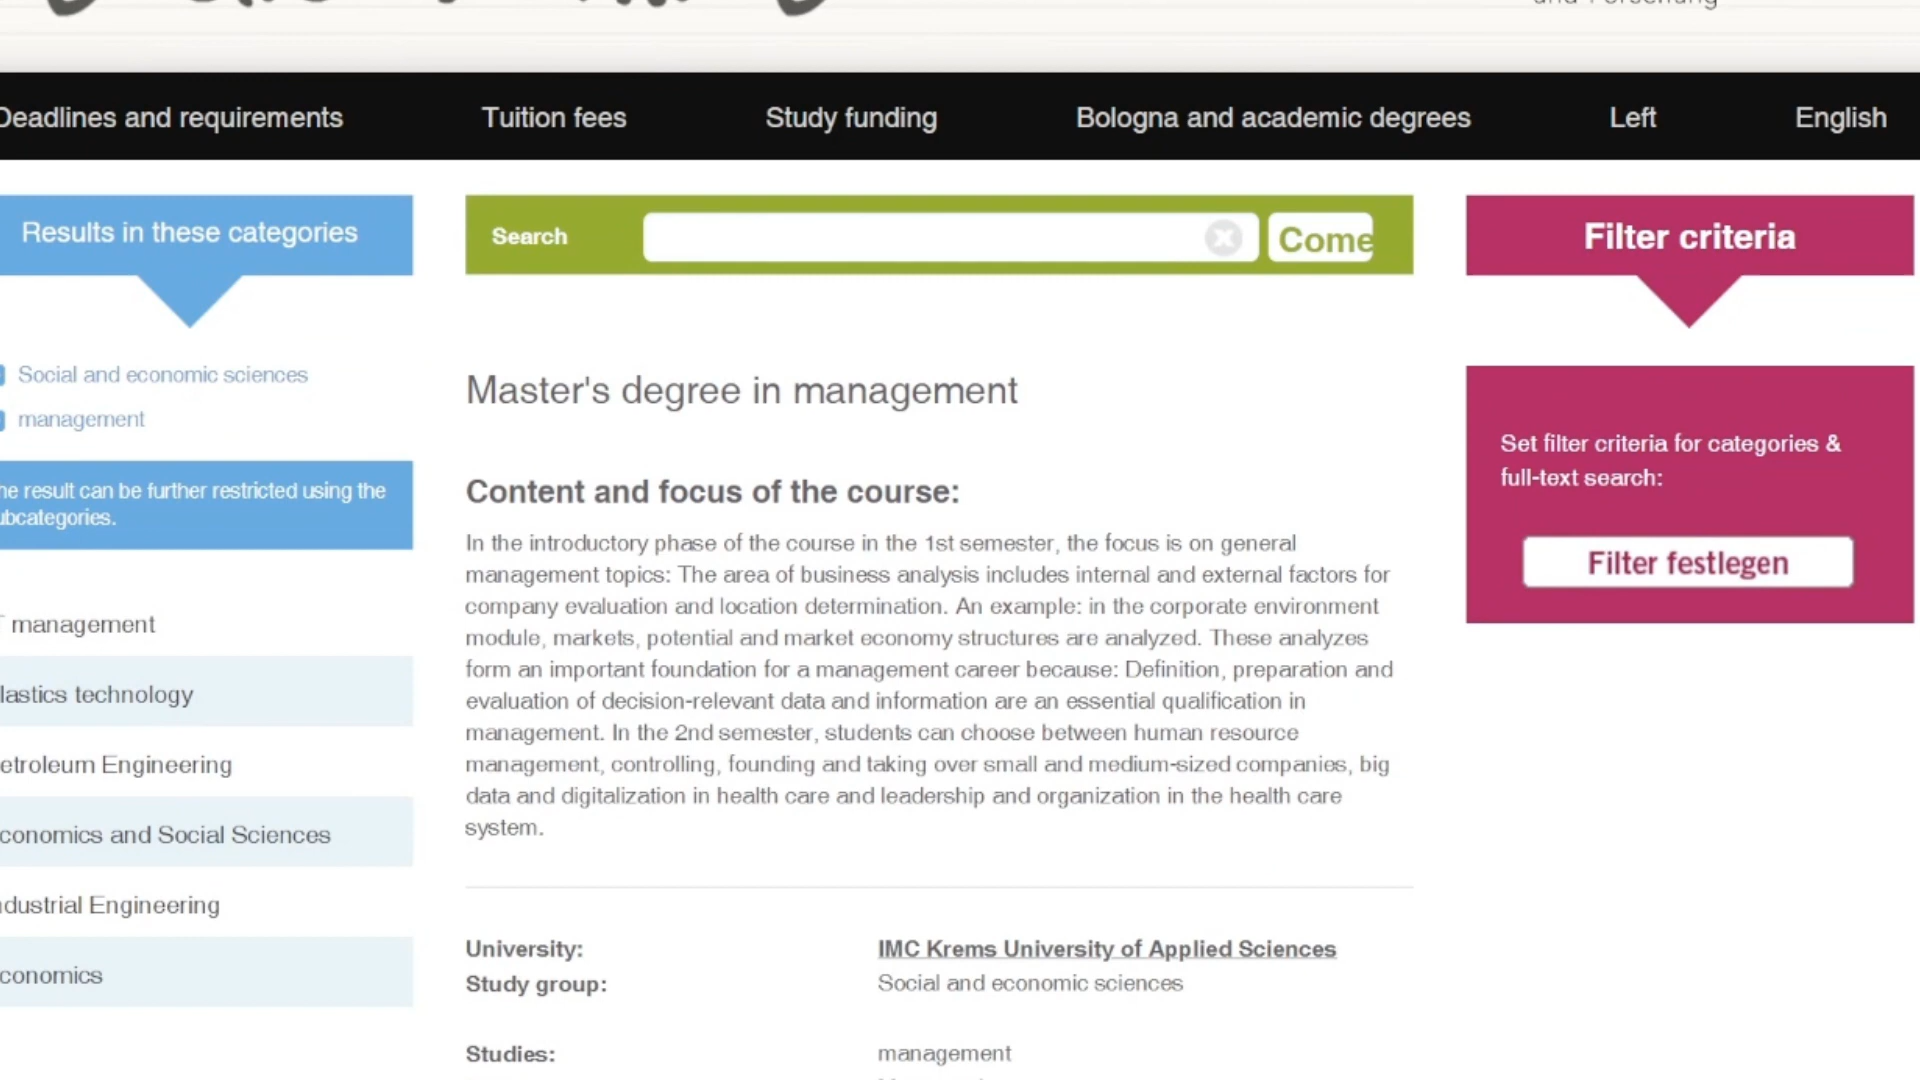 Deadlines and requirements Tuition fees Study funding Bologna and academic degrees Left English
Results in these categories
Social and economic sciences
management
he result can be further restricted using the
ubcategories.
management
lastics technology
etroleum Engineering
conomics and Social Sciences
ndustrial Engineering
conomics
Search Come
Master's degree in management
Content and focus of the course:
In the introductory phase of the course in the 1st semester, the focus is on general
management topics: The area of business analysis includes internal and external factors for
company evaluation and location determination. An example: in the corporate environment
module, markets, potential and market economy structures are analyzed. These analyzes
form an important foundation for a management career because: Definition, preparation and
evaluation of decision-relevant data and information are an essential qualification in
management. In the 2nd semester, students can choose between human resource
management, controlling, founding and taking over small and medium-sized companies, big
data and digitalization in health care and leadership and organization in the health care
system.
University: IMC Krems University of Applied Sciences
Study group: Social and economic sciences
Studies: management
Filter criteria
Set filter criteria for categories &
full-text search:
Filter festlegen